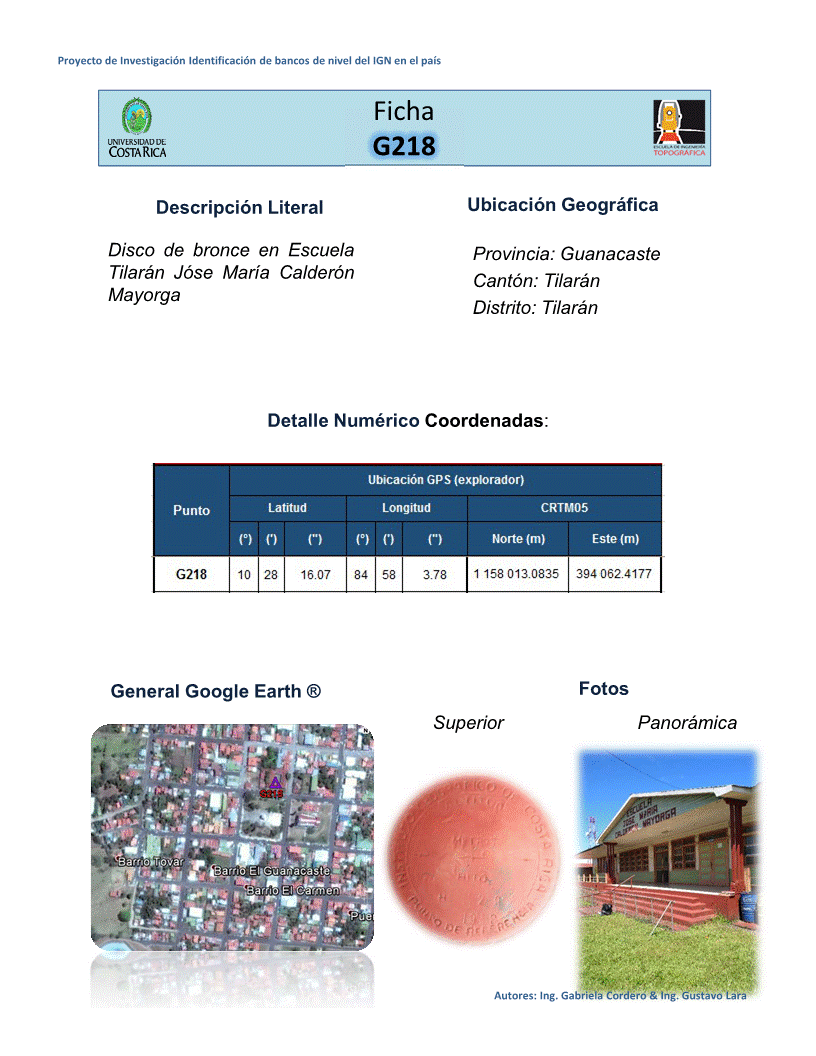 Proyecto de Investigación Identificación de bancos de nivel del IGN en el país
UNIVERSIDAD DE
COSTA RICA
Ficha
G218
ESCUELA DE INGENIERÍA
TOPOGRÁFICA
Descripción Literal
Disco de bronce en Escuela
Tilarán Jóse María Calderón
Mayorga
Ubicación Geográfica
Provincia: Guanacaste
Cantón: Tilarán
Distrito: Tilarán
Detalle Numérico Coordenadas:
Punto
Ubicación GPS (explorador)
Latitud Longitud CRTM05
(°) (') ('') (°) (') ('') Norte (m) Este (m)
G218 10 28 16.07 84 58 3.78 1 158 013.0835 394 062.4177
General Google Earth ®
G218
Barrio Tovar
Barrio El Guanacaste
Barrio El Carmen
Fotos
Superior
Panorámica
COSTA RICA
DE REFERENCIA
ESCUELA
JOSE MARIA
CALDERON MAYORGA
Autores: Ing. Gabriela Cordero & Ing. Gustavo Lara